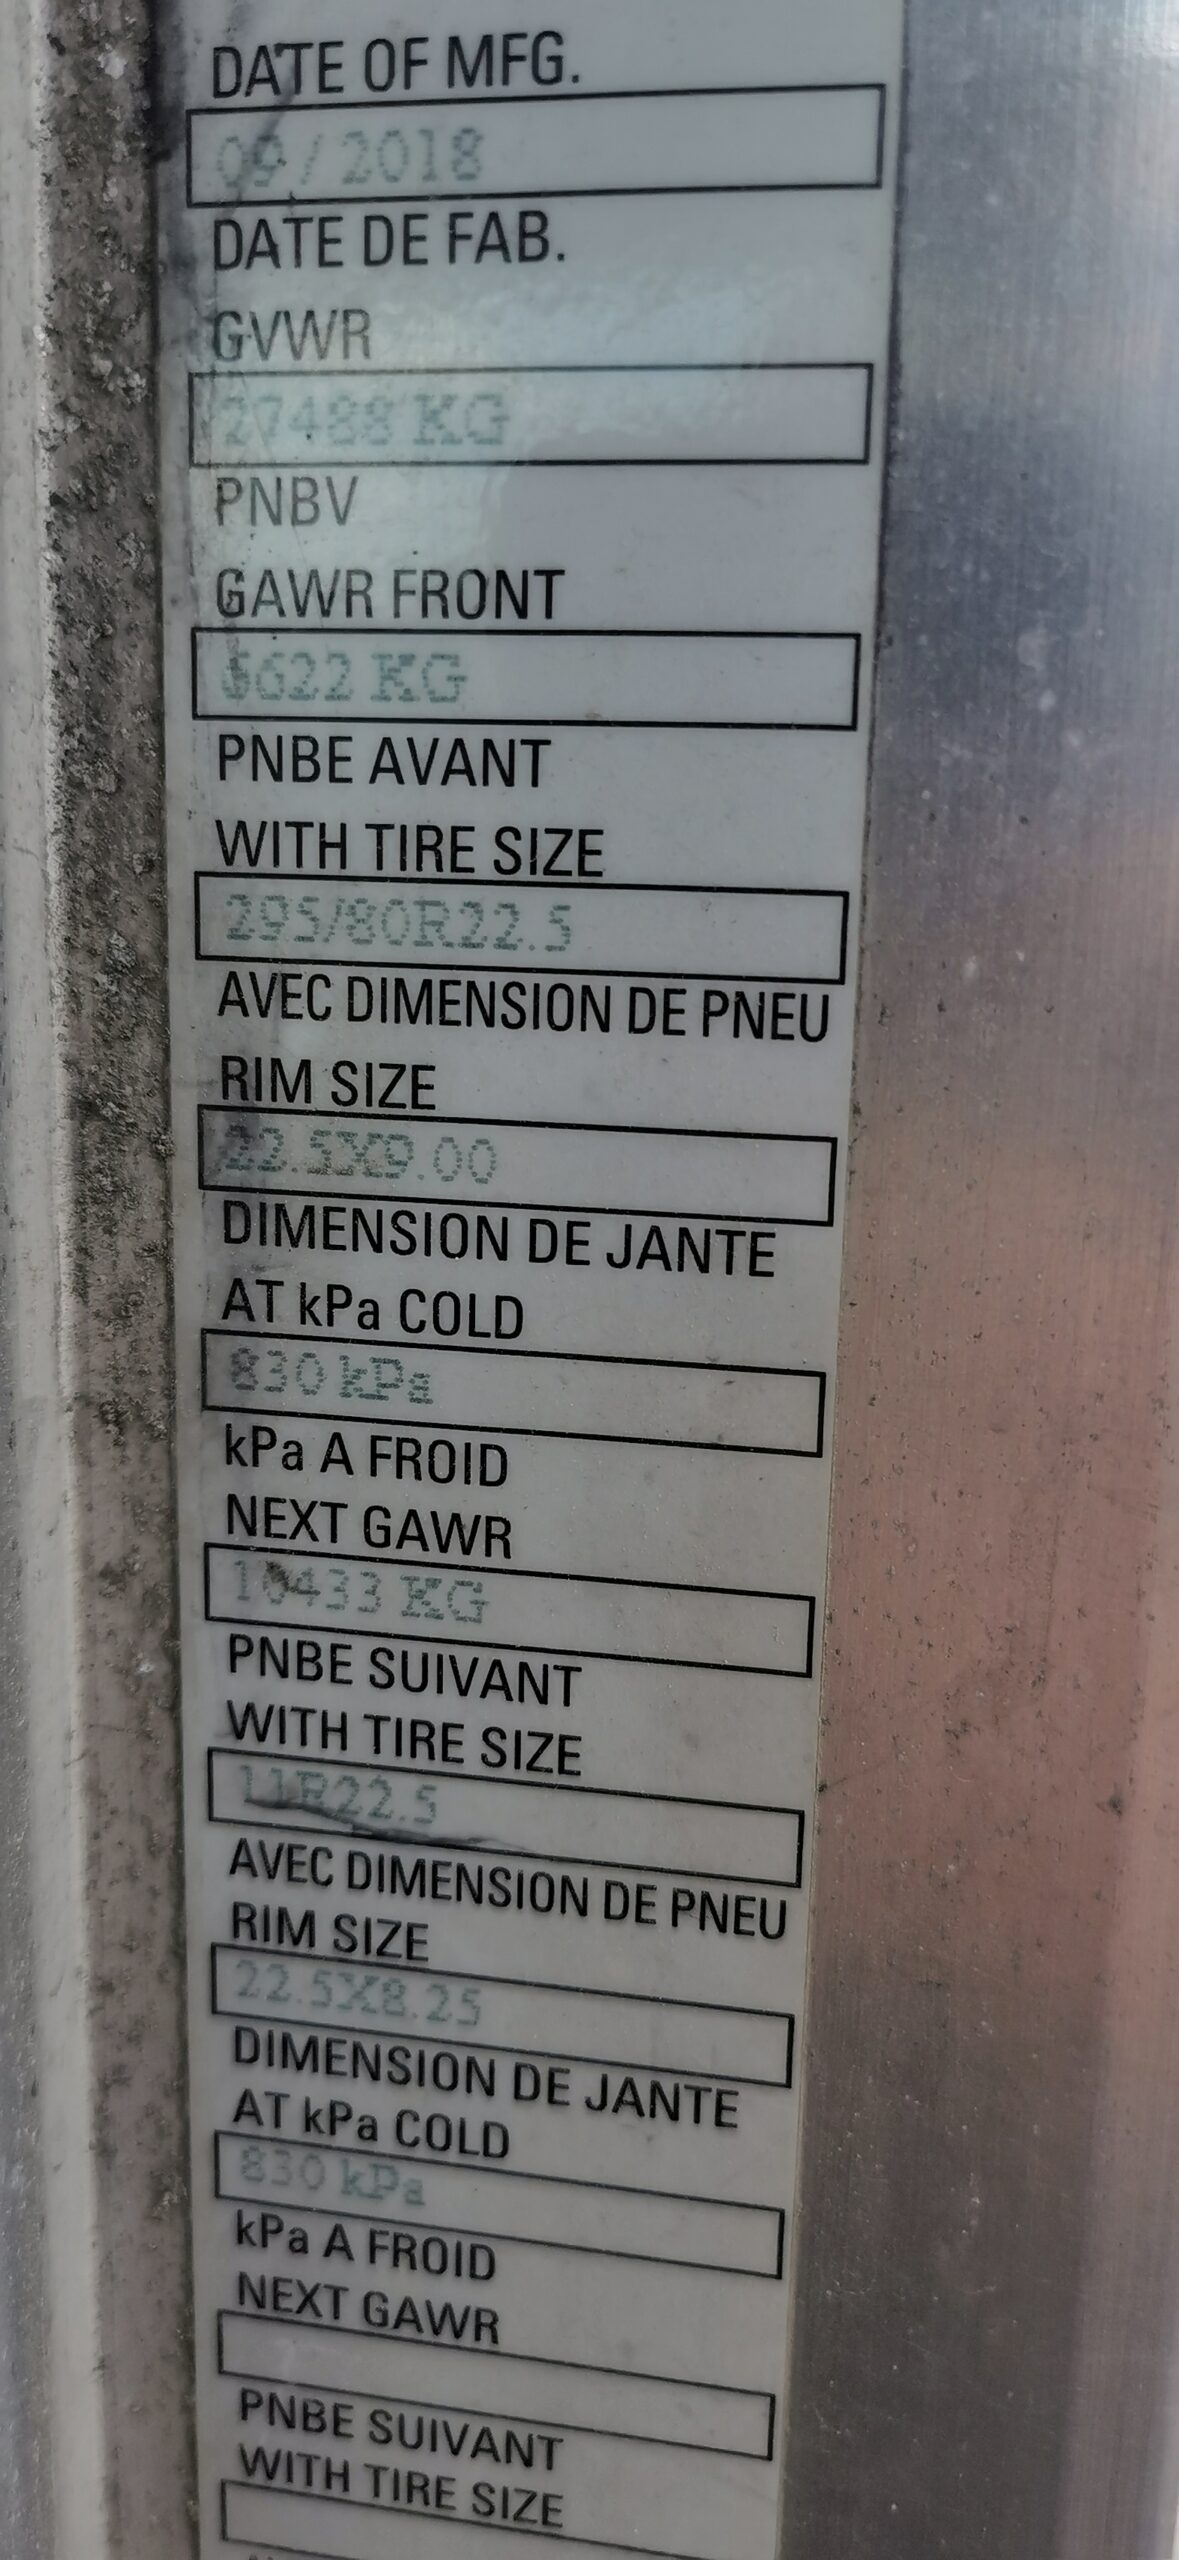 DATE OF MFG.
09/2018
DATE DE FAB.
GVWR
27488 KG
PNBV
GAWR FRONT
6622 KG
PNBE AVANT
WITH TIRE SIZE
295/80R22.5
AVEC DIMENSION DE PNEU
RIM SIZE
22.5X9.00
DIMENSION DE JANTE
AT kPa COLD
830 kPa
kPa A FROID
NEXT GAWR
10433 KG
PNBE SUIVANT
WITH TIRE SIZE
11R22.5
AVEC DIMENSION DE PNEU
RIM SIZE
22.5X8.25
DIMENSION DE JANTE
AT kPa COLD
830 kPa
kPa A FROID
NEXT GAWR
PNBE SUIVANT
WITH TIRE SIZE